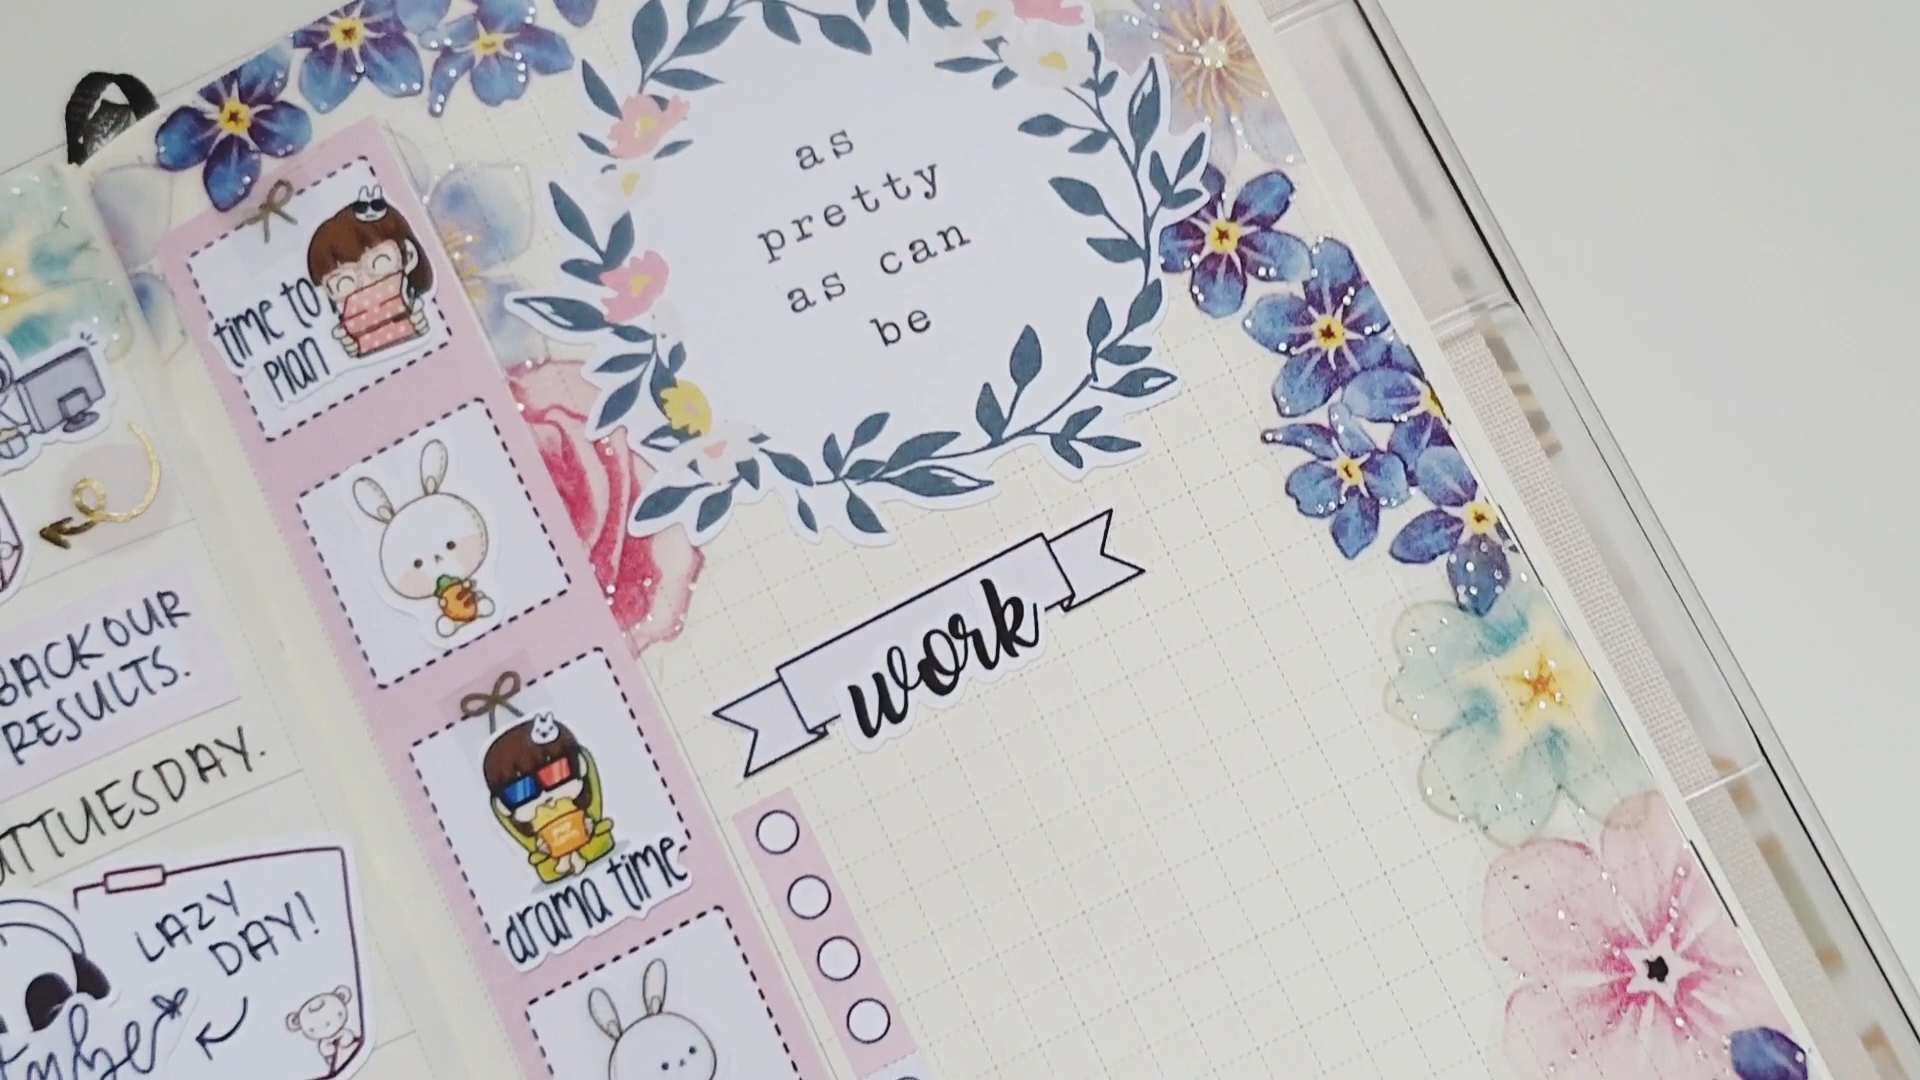 as
pretty
as can
be
time to
plan
work
drama time
BACK OUR
RESULTS.
TUESDAY.
LAZY
DAY!